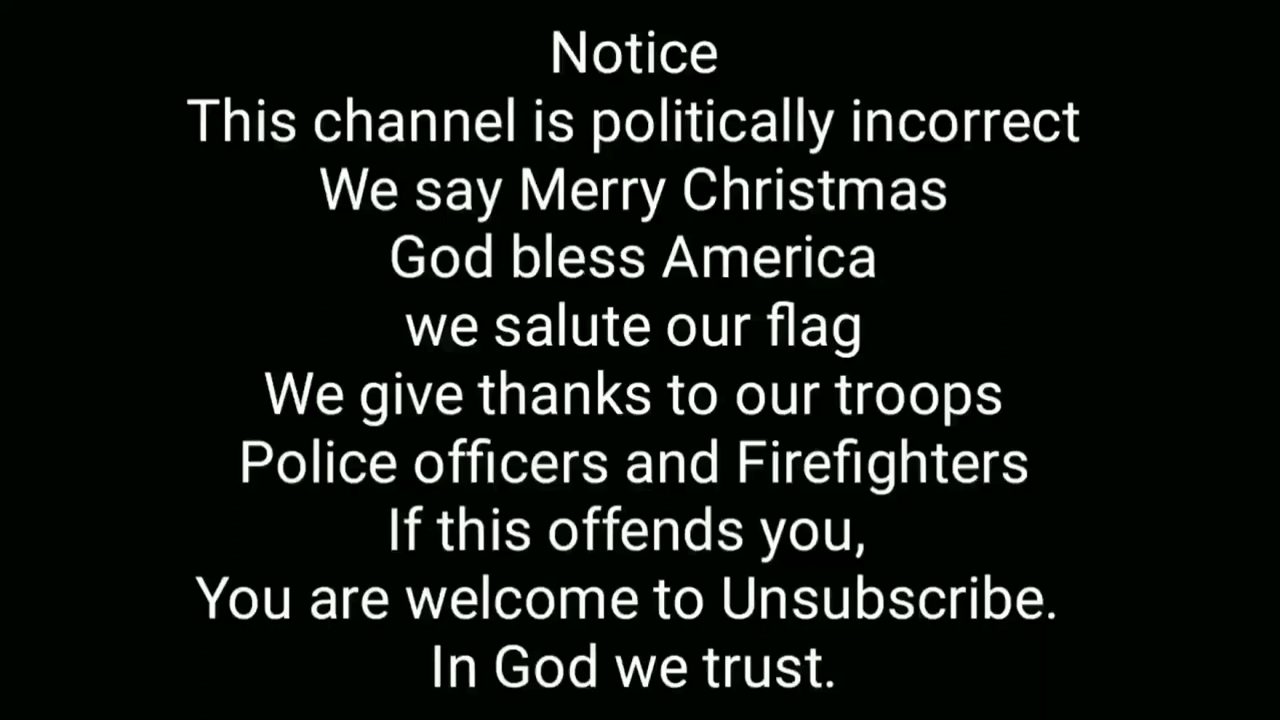 Notice
This channel is politically incorrect
We say Merry Christmas
God bless America
we salute our flag
We give thanks to our troops
Police officers and Firefighters
If this offends you,
You are welcome to Unsubscribe.
In God we trust.